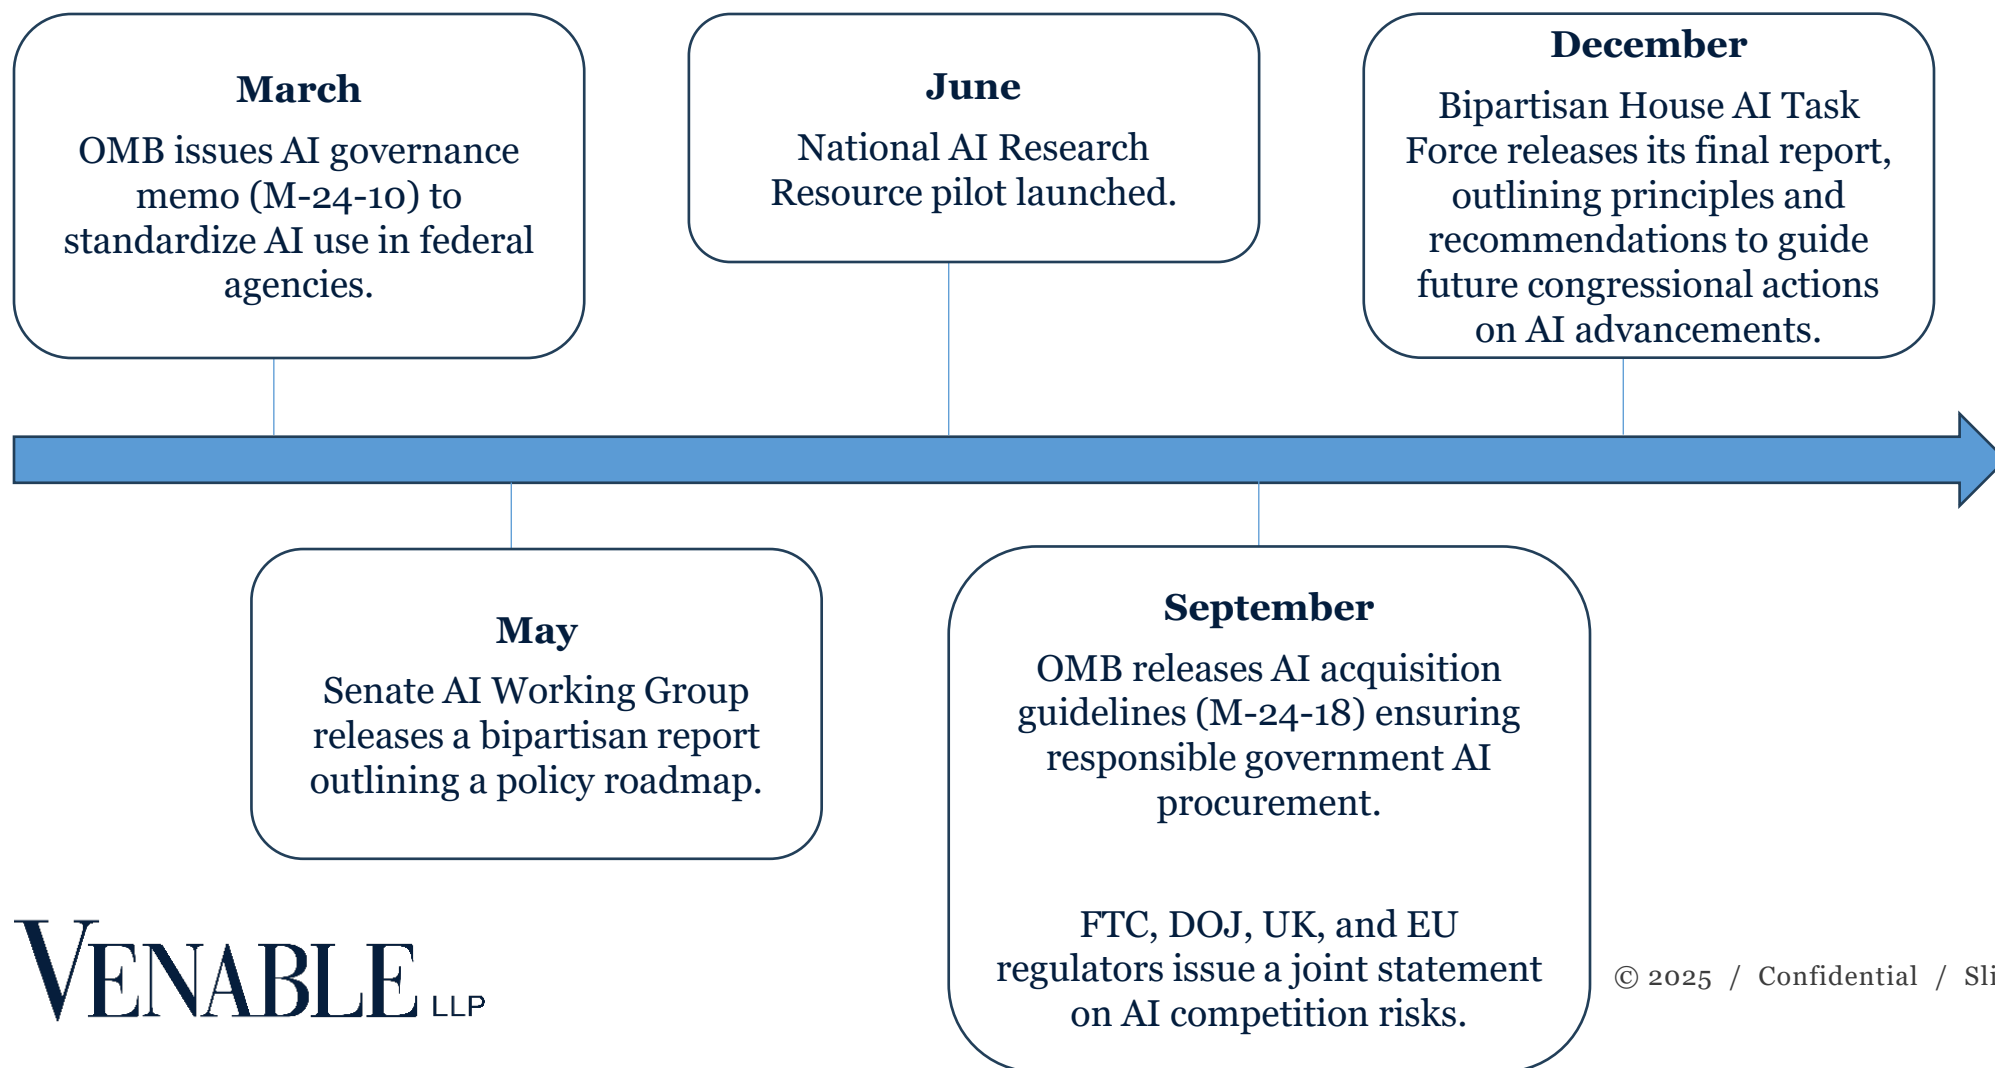 March
OMB issues AI governance
memo (M-24-10) to
standardize AI use in federal
agencies.
June
National AI Research
Resource pilot launched.
December
Bipartisan House AI Task
Force releases its final report,
outlining principles and
recommendations to guide
future congressional actions
on AI advancements.
May
Senate AI Working Group
releases a bipartisan report
outlining a policy roadmap.
September
OMB releases AI acquisition
guidelines (M-24-18) ensuring
responsible government AI
procurement.
FTC, DOJ, UK, and EU
regulators issue a joint statement
on AI competition risks.
VENABLE LLP
© 2025 / Confidential / Sli